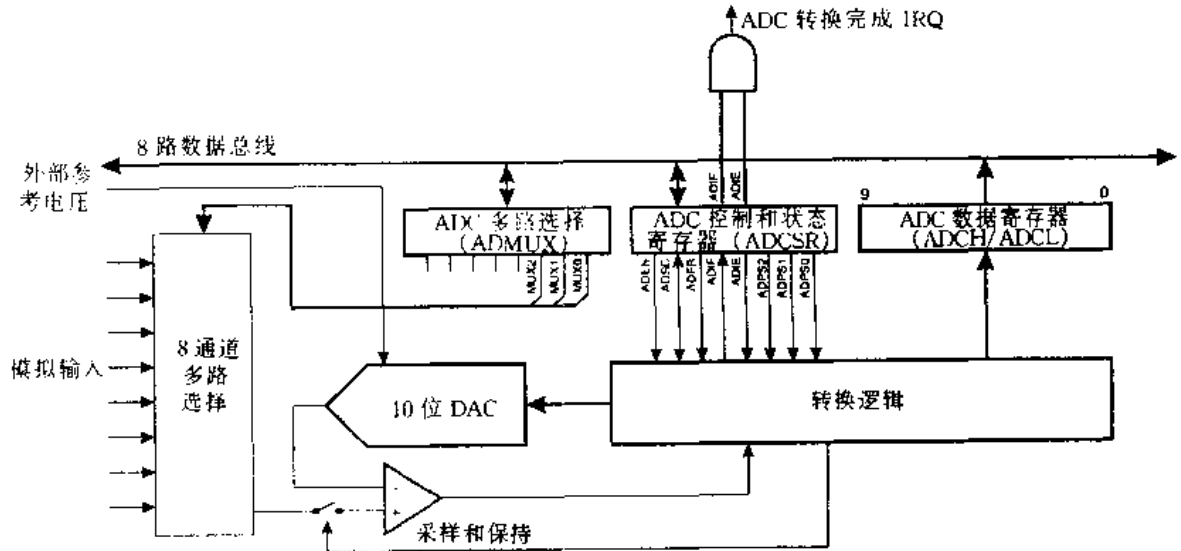 ADC 转换完成 IRQ
8 路数据总线
外部参
考电压
ADIF
ADIE
9
0
ADC 多路选择
(ADMUX)
ADC 控制和状态
寄存器 (ADCSR)
ADC 数据寄存器
(ADCH/ADCL)
MUX2
MUX1
MUX0
ADEN
ADSC
ADFR
ADIF
ADIE
ADPS2
ADPS1
ADPS0
模拟输入
8 通道
多路
选择
10 位 DAC
转换逻辑
-
+
采样和保持